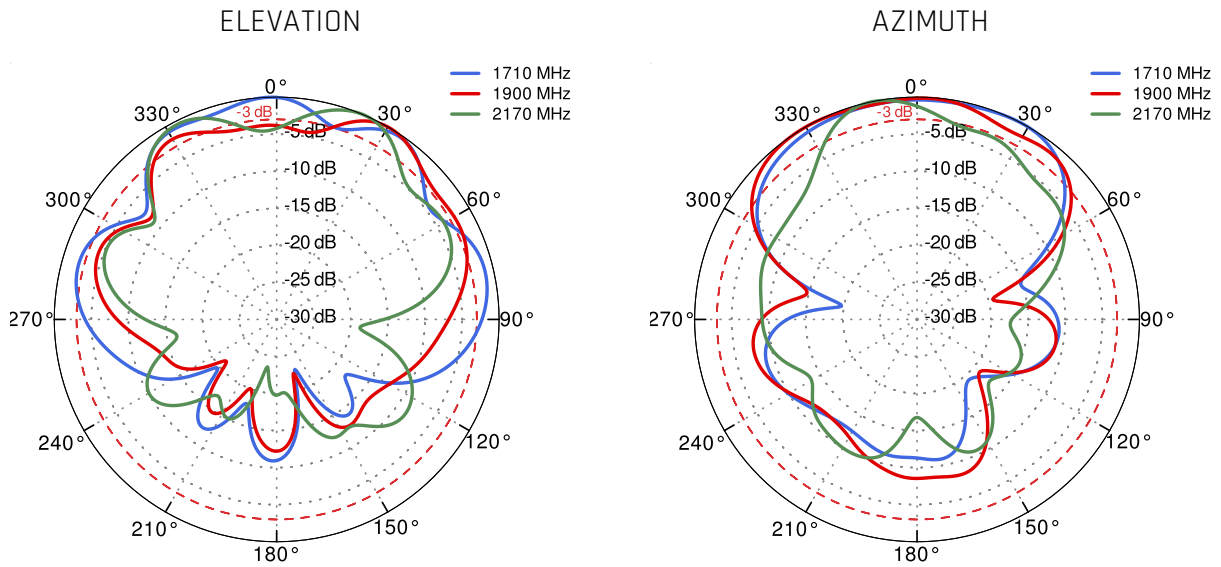 ELEVATION
1710 MHz
1900 MHz
2170 MHz
0°
30°
60°
90°
120°
150°
180°
210°
240°
270°
300°
330°
-3 dB
-5 dB
-10 dB
-15 dB
-20 dB
-25 dB
-30 dB
AZIMUTH
1710 MHz
1900 MHz
2170 MHz
0°
30°
60°
90°
120°
150°
180°
210°
240°
270°
300°
330°
-3 dB
-5 dB
-10 dB
-15 dB
-20 dB
-25 dB
-30 dB